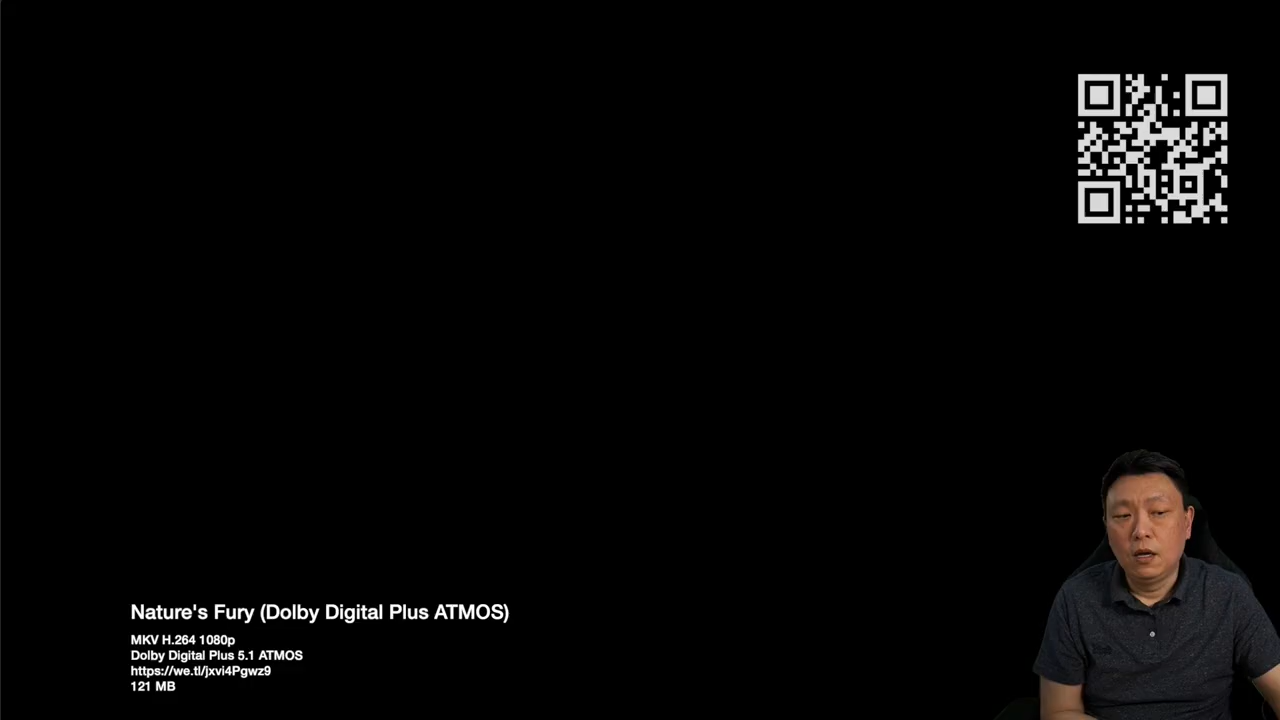 Nature's Fury (Dolby Digital Plus ATMOS)
MKV H.264 1080p
Dolby Digital Plus 5.1 ATMOS
https://we.tl/jxvi4Pgwz9
121 MB